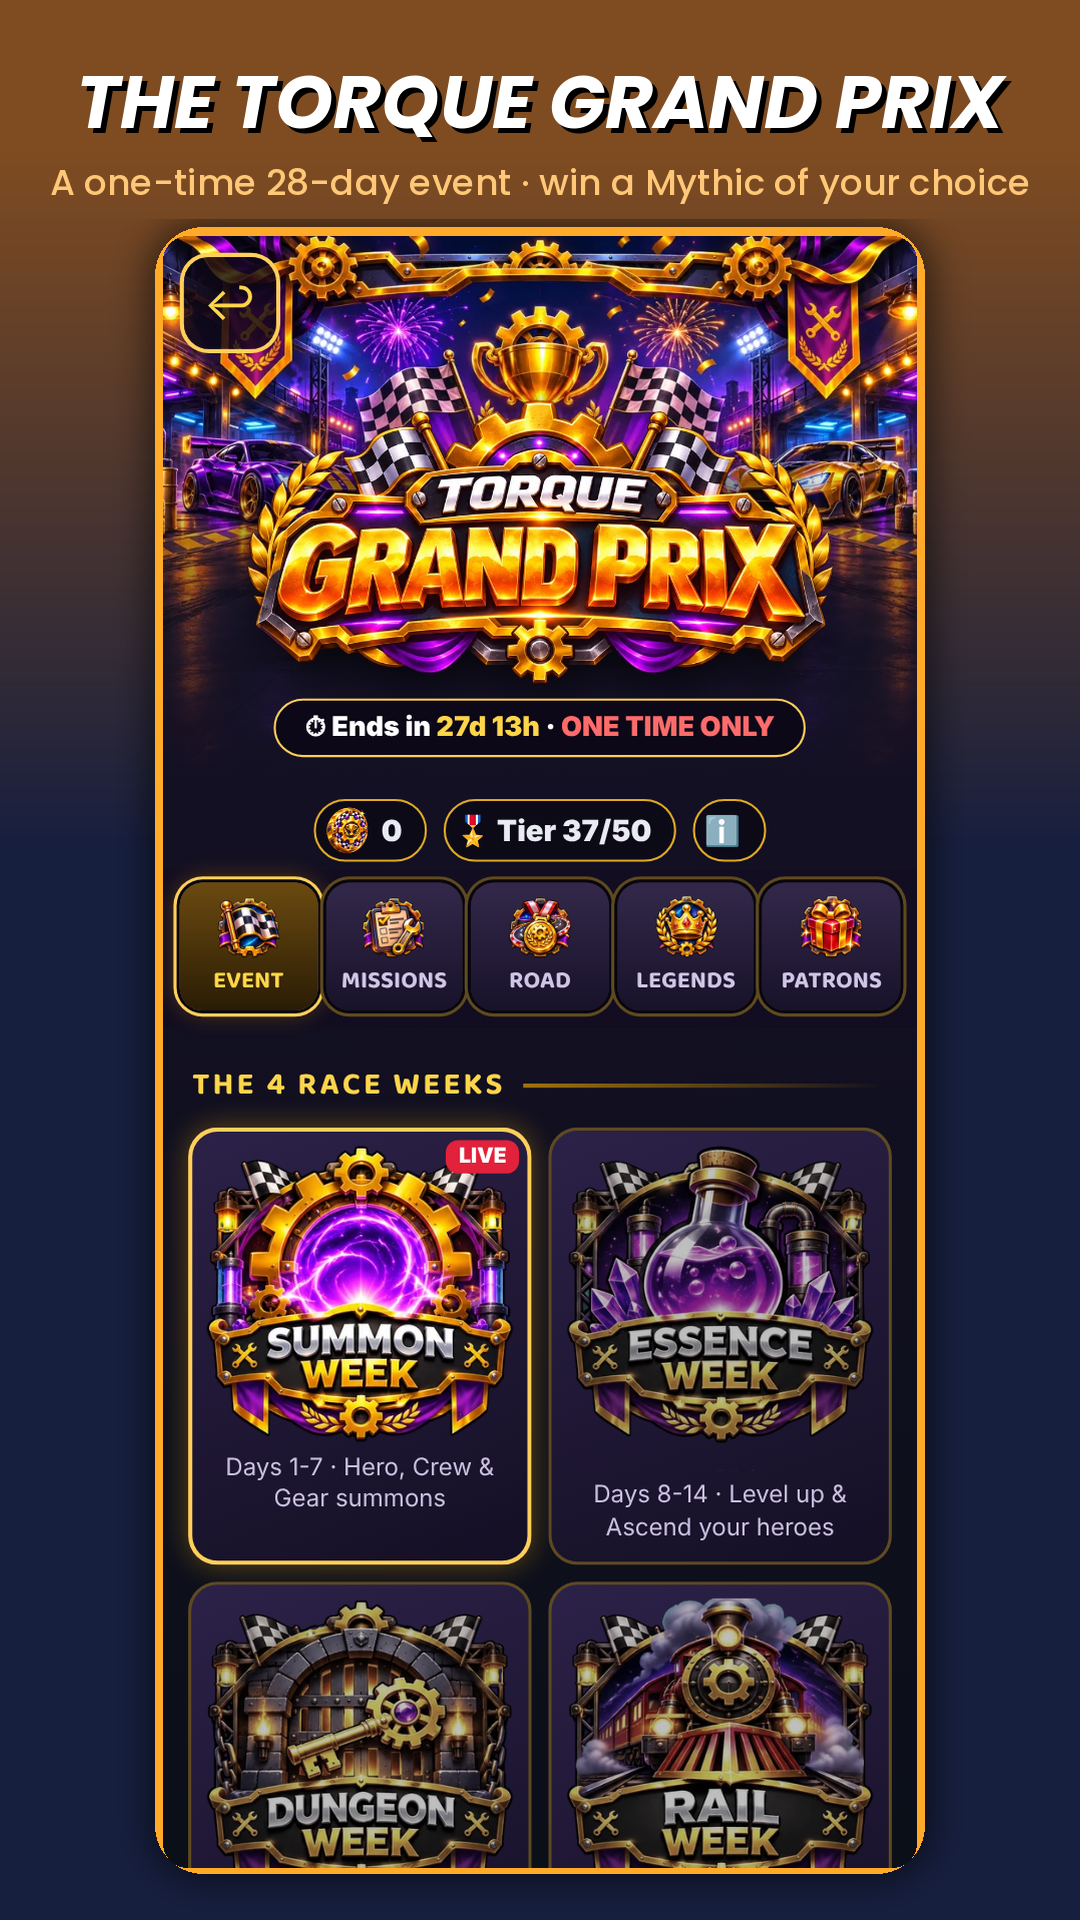 THE TORQUE GRAND PRIX
A one-time 28-day event · win a Mythic of your choice
TORQUE
GRAND PRIX
⏱ Ends in 27d 13h · ONE TIME ONLY
0
Tier 37/50
EVENT
MISSIONS
ROAD
LEGENDS
PATRONS
THE 4 RACE WEEKS
LIVE
SUMMON
WEEK
Days 1-7 · Hero, Crew &
Gear summons
ESSENCE
WEEK
Days 8-14 · Level up &
Ascend your heroes
DUNGEON
WEEK
RAIL
WEEK